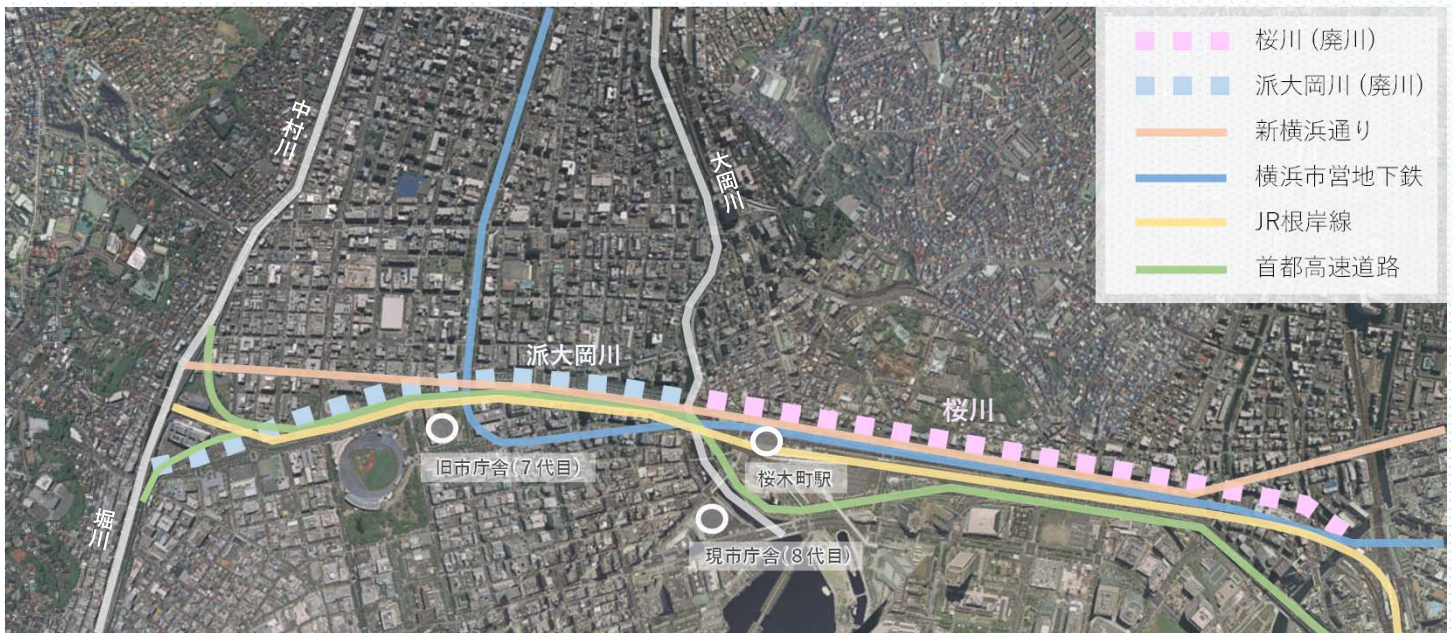 桜川 (廃川)
派大岡川 (廃川)
新横浜通り
横浜市営地下鉄
JR根岸線
首都高速道路
中村川
大岡川
派大岡川
桜川
旧市庁舎(7代目)
桜木町駅
堀川
現市庁舎(8代目)